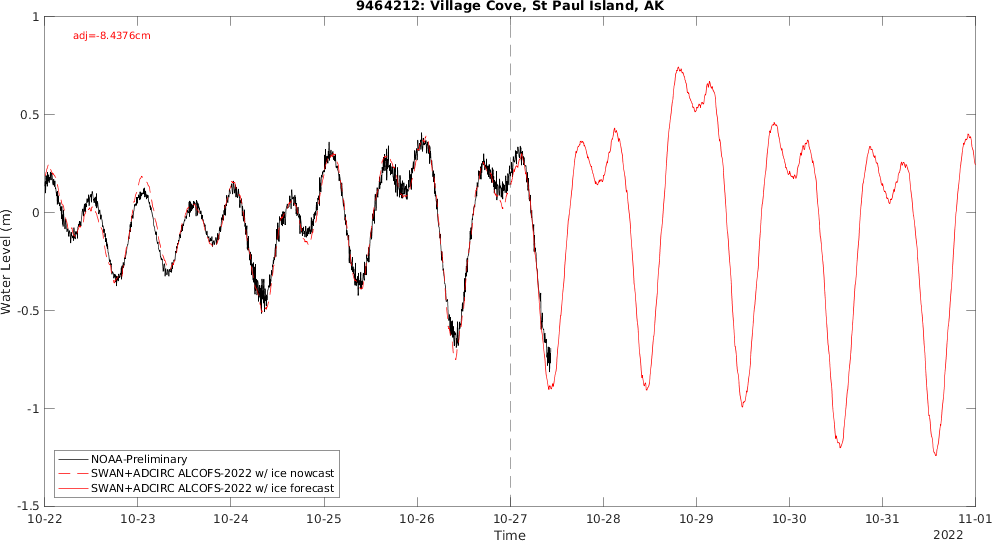 9464212: Village Cove, St Paul Island, AK
adj=-8.4376cm
1
0.5
0
-0.5
-1
-1.5
Water Level (m)
NOAA-Preliminary
SWAN+ADCIRC ALCOFS-2022 w/ ice nowcast
SWAN+ADCIRC ALCOFS-2022 w/ ice forecast
10-22 10-23 10-24 10-25 10-26 10-27 10-28 10-29 10-30 10-31 11-01
Time
2022